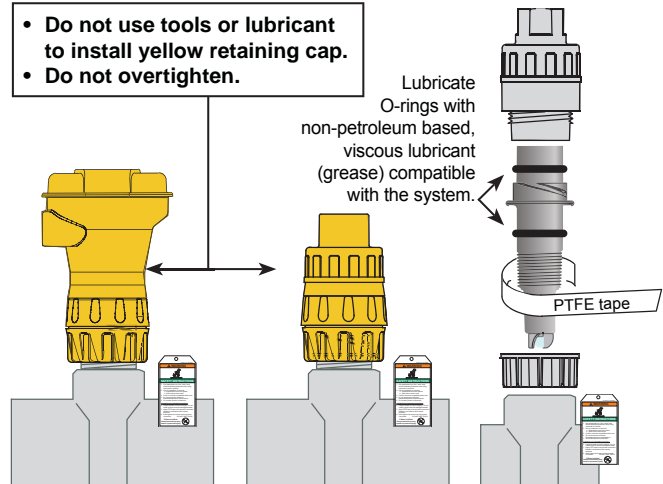 • Do not use tools or lubricant
to install yellow retaining cap.
• Do not overtighten.
Lubricate
O-rings with
non-petroleum based,
viscous lubricant
(grease) compatible
with the system.
PTFE tape